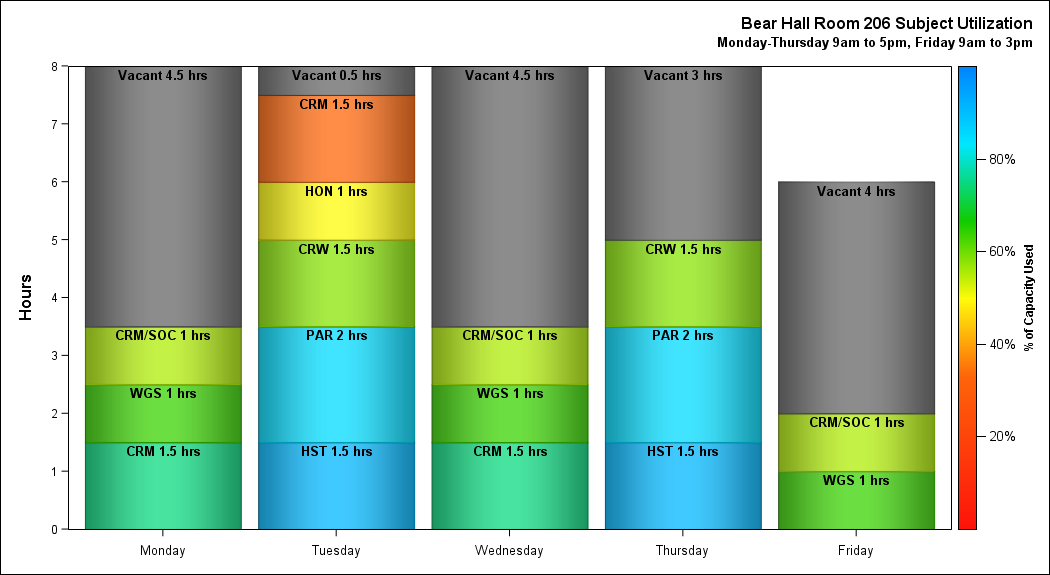 Bear Hall Room 206 Subject Utilization
Monday-Thursday 9am to 5pm, Friday 9am to 3pm
Hours
8
7
6
5
4
3
2
1
0
Vacant 4.5 hrs
CRM/SOC 1 hrs
WGS 1 hrs
CRM 1.5 hrs
Monday
Vacant 0.5 hrs
CRM 1.5 hrs
HON 1 hrs
CRW 1.5 hrs
PAR 2 hrs
HST 1.5 hrs
Tuesday
Vacant 4.5 hrs
CRM/SOC 1 hrs
WGS 1 hrs
CRM 1.5 hrs
Wednesday
Vacant 3 hrs
CRW 1.5 hrs
PAR 2 hrs
HST 1.5 hrs
Thursday
Vacant 4 hrs
CRM/SOC 1 hrs
WGS 1 hrs
Friday
80%
60%
40%
20%
% of Capacity Used